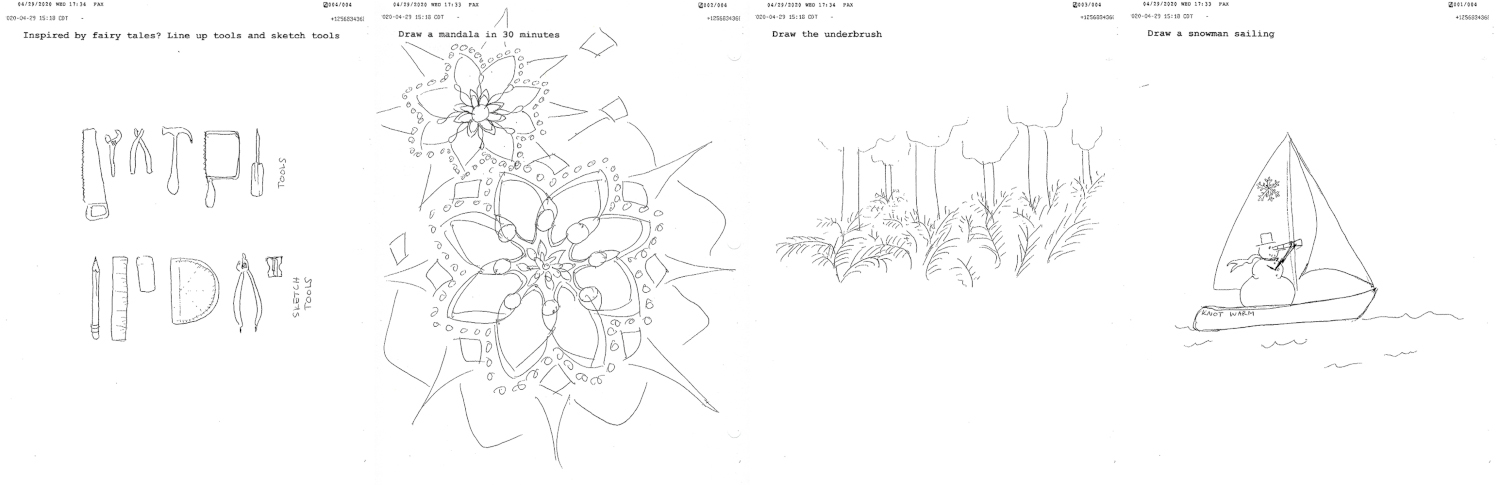 04/29/2020 WED 17:34 FAX
004/004
020-04-29 15:18 CDT -
+125683436
Inspired by fairy tales? Line up tools and sketch tools
TOOLS
SKETCH
TOOLS
04/29/2020 WED 17:33 FAX
002/004
020-04-29 15:18 CDT -
+125683436
Draw a mandala in 30 minutes
04/29/2020 WED 17:34 FAX
003/004
020-04-29 15:18 CDT -
+125683436
Draw the underbrush
04/29/2020 WED 17:33 FAX
001/004
020-04-29 15:18 CDT -
+125683436
Draw a snowman sailing
KNOT WARM